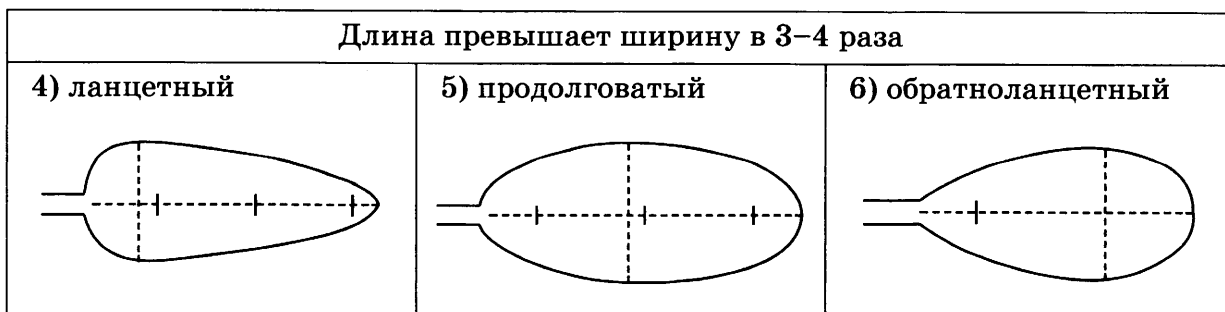 Длина превышает ширину в 3–4 раза
4) ланцетный
5) продолговатый
6) обратноланцетный